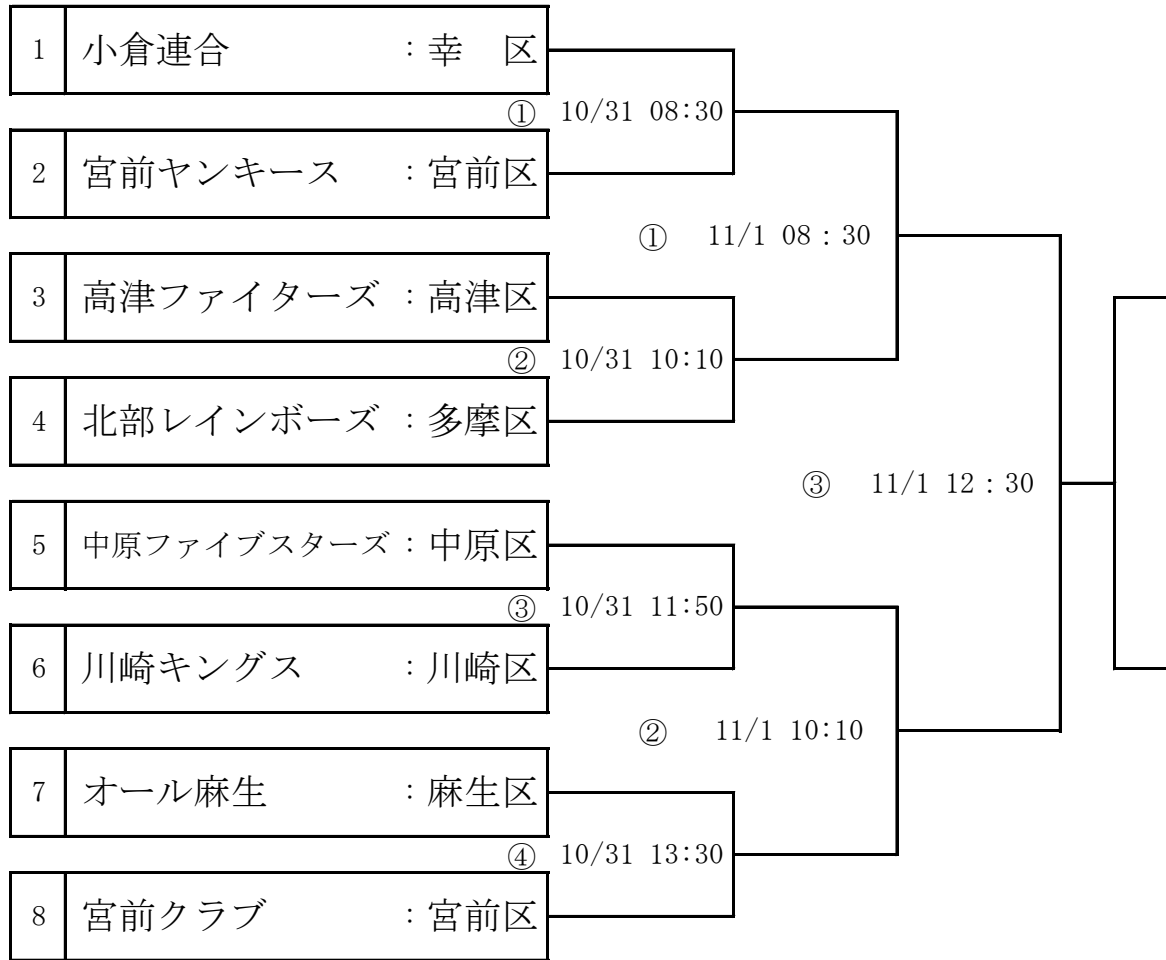 1 小倉連合 : 幸 区
① 10/31 08:30
2 宮前ヤンキース : 宮前区
① 11/1 08:30
3 高津ファイターズ : 高津区
② 10/31 10:10
4 北部レインボーズ : 多摩区
③ 11/1 12:30
5 中原ファイブスターズ : 中原区
③ 10/31 11:50
6 川崎キングス : 川崎区
② 11/1 10:10
7 オール麻生 : 麻生区
④ 10/31 13:30
8 宮前クラブ : 宮前区